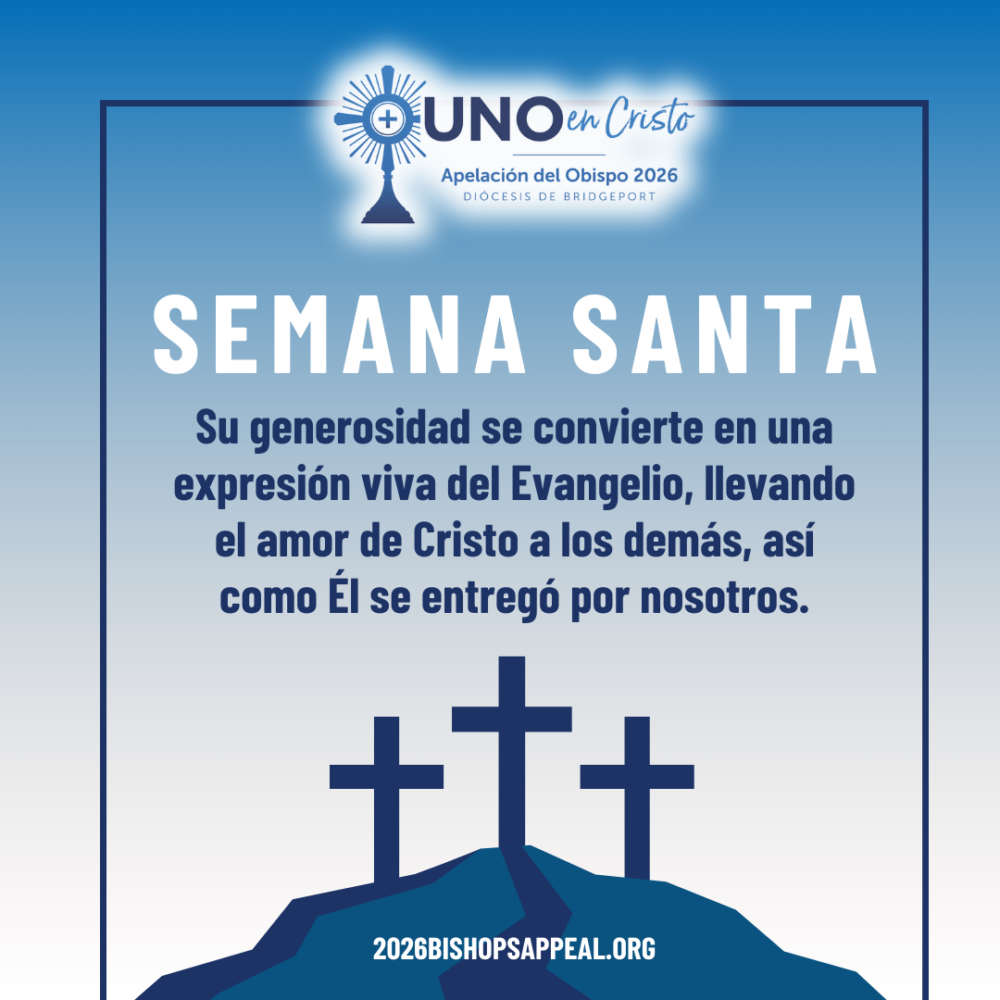 UNO en Cristo
Apelación del Obispo 2026
DIÓCESIS DE BRIDGEPORT
SEMANA SANTA
Su generosidad se convierte en una
expresión viva del Evangelio, llevando
el amor de Cristo a los demás, así
como Él se entregó por nosotros.
2026BISHOPSAPPEAL.ORG